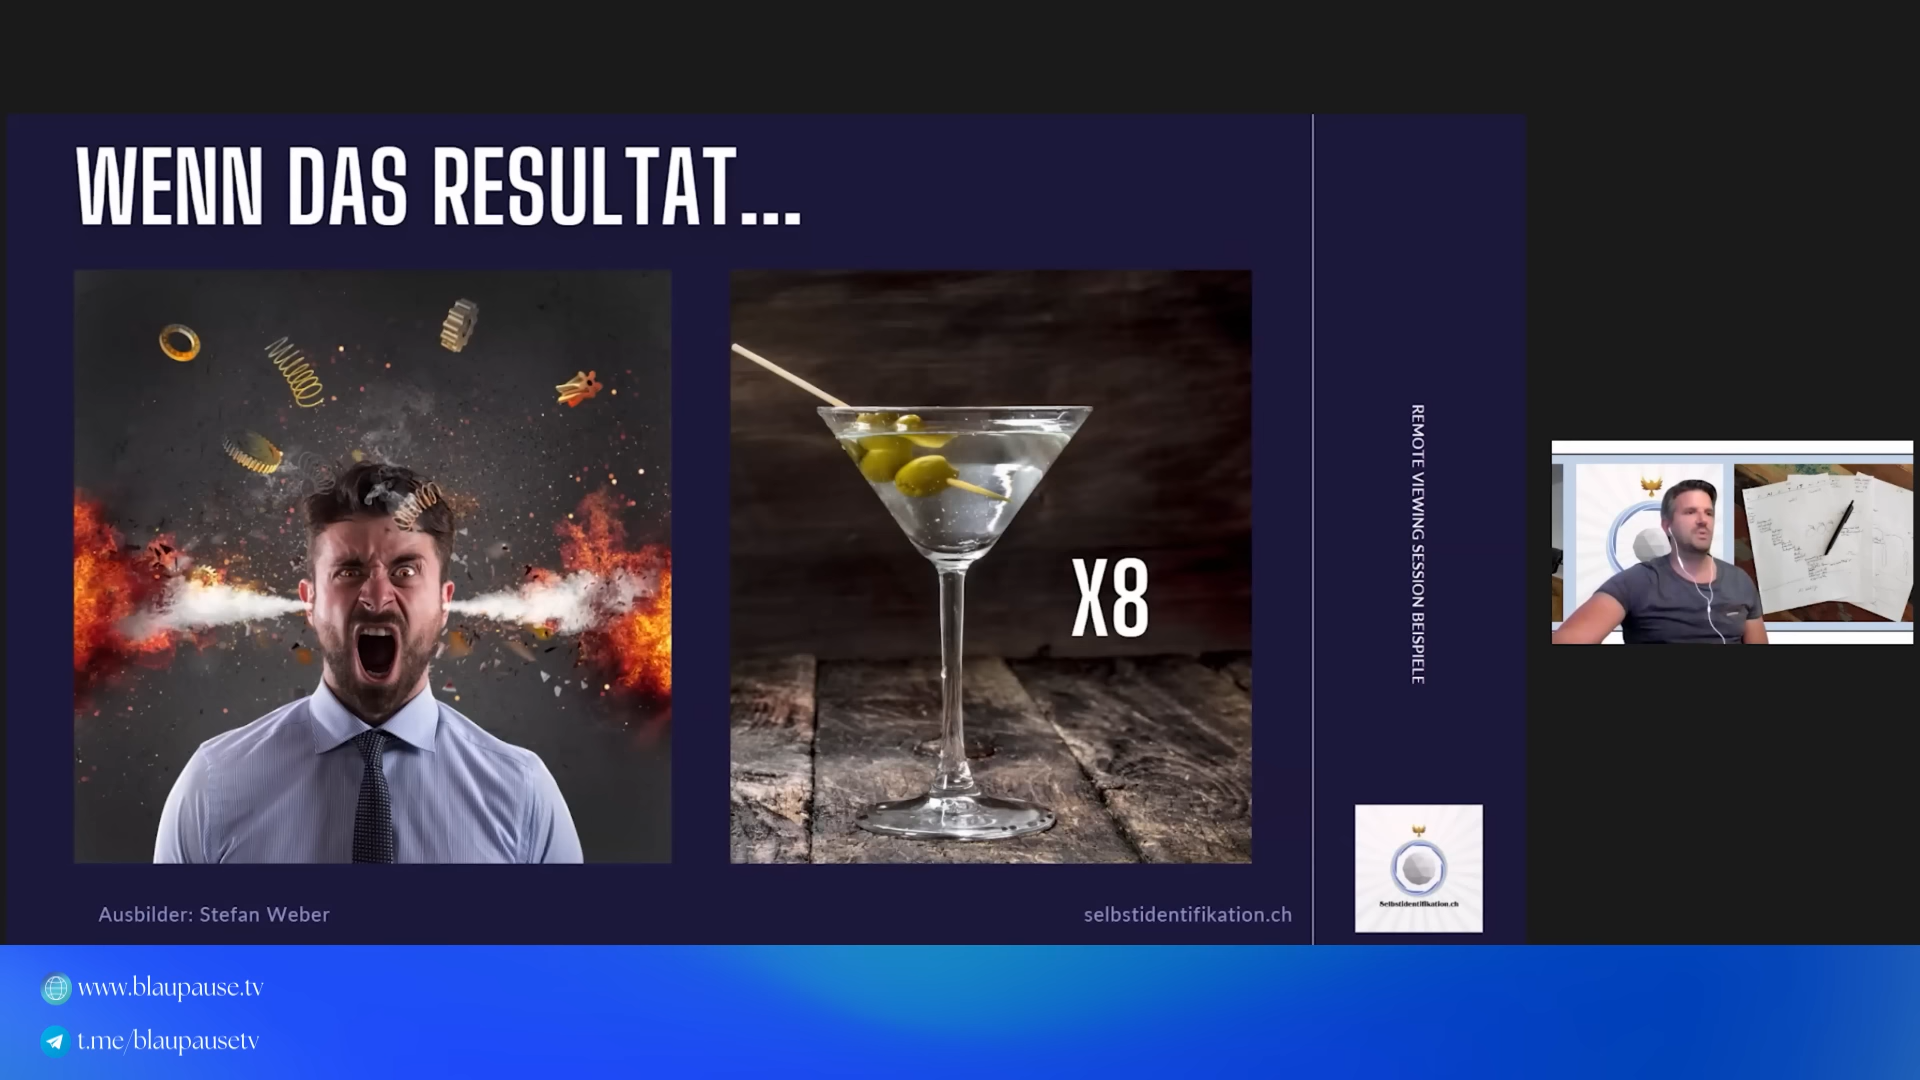 WENN DAS RESULTAT...
X8
REMOTE VIEWING SESSION BEISPIELE
Selbstidentifikation.ch
Ausbilder: Stefan Weber
selbstidentifikation.ch
www.blaupause.tv
t.me/blaupausetv